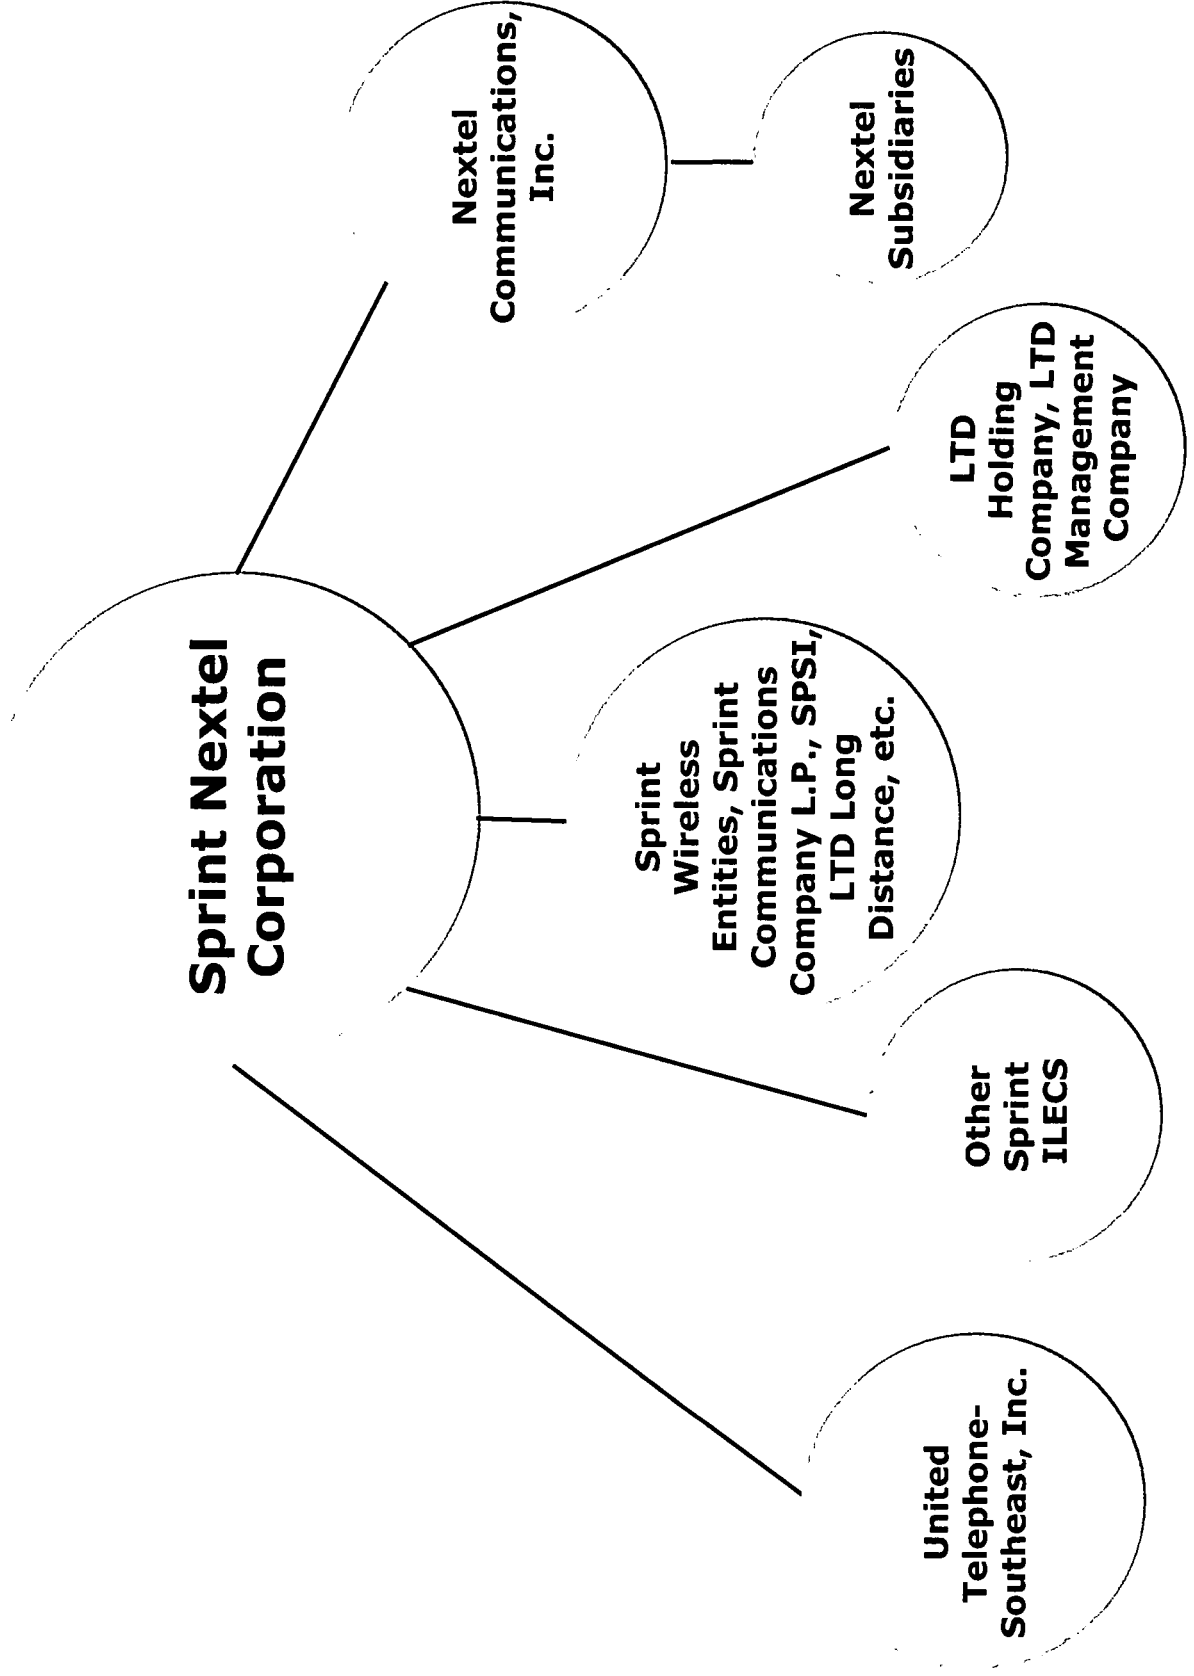 Sprint Nextel
Corporation
United
Telephone-
Southeast, Inc.
Other
Sprint
ILECS
Sprint
Wireless
Entities, Sprint
Communications
Company L.P., SPSI,
LTD Long
Distance, etc.
LTD
Holding
Company, LTD
Management
Company
Nextel
Communications,
Inc.
Nextel
Subsidiaries